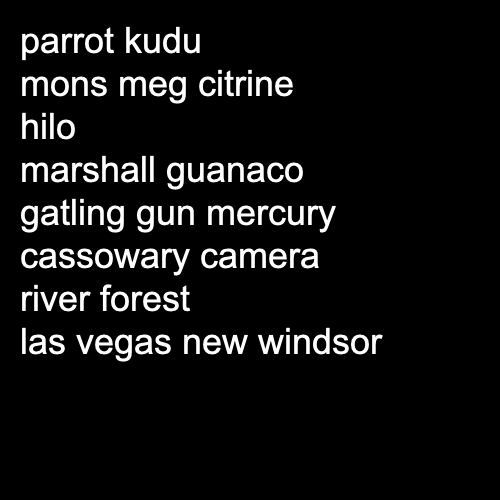 parrot kudu
mons meg citrine
hilo
marshall guanaco
gatling gun mercury
cassowary camera
river forest
las vegas new windsor